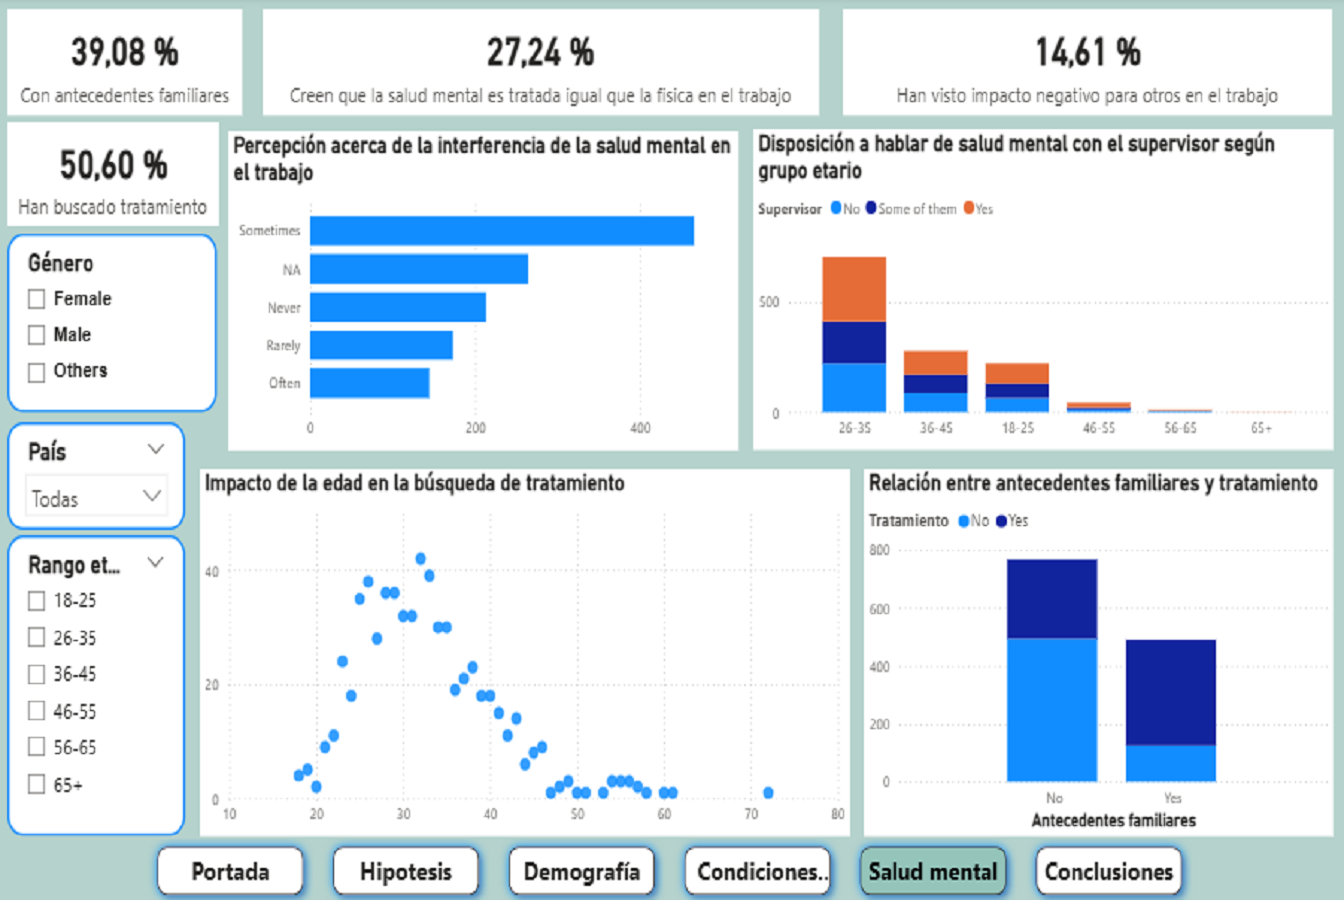 39,08 %
Con antecedentes familiares
27,24 %
Creen que la salud mental es tratada igual que la física en el trabajo
14,61 %
Han visto impacto negativo para otros en el trabajo
50,60 %
Han buscado tratamiento
Género
Female
Male
Others
País
Todas
Rango et...
18-25
26-35
36-45
46-55
56-65
65+
Percepción acerca de la interferencia de la salud mental en
el trabajo
Sometimes
NA
Never
Rarely
Often
0 200 400
Disposición a hablar de salud mental con el supervisor según
grupo etario
Supervisor No Some of them Yes
500
0
26-35 36-45 18-25 46-55 56-65 65+
Impacto de la edad en la búsqueda de tratamiento
40
20
0
10 20 30 40 50 60 70 80
Relación entre antecedentes familiares y tratamiento
Tratamiento No Yes
800
600
400
200
0
No Yes
Antecedentes familiares
Portada Hipotesis Demografía Condiciones.. Salud mental Conclusiones